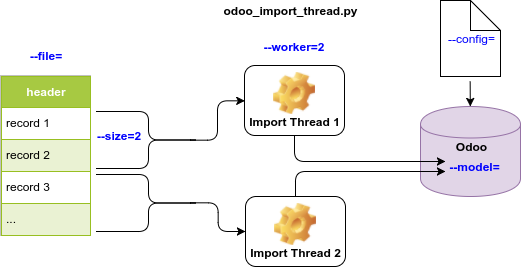 odoo_import_thread.py
--config=
--worker=2
--file=
header
record 1
record 2
record 3
...
--size=2
Import Thread 1
Import Thread 2
Odoo
--model=